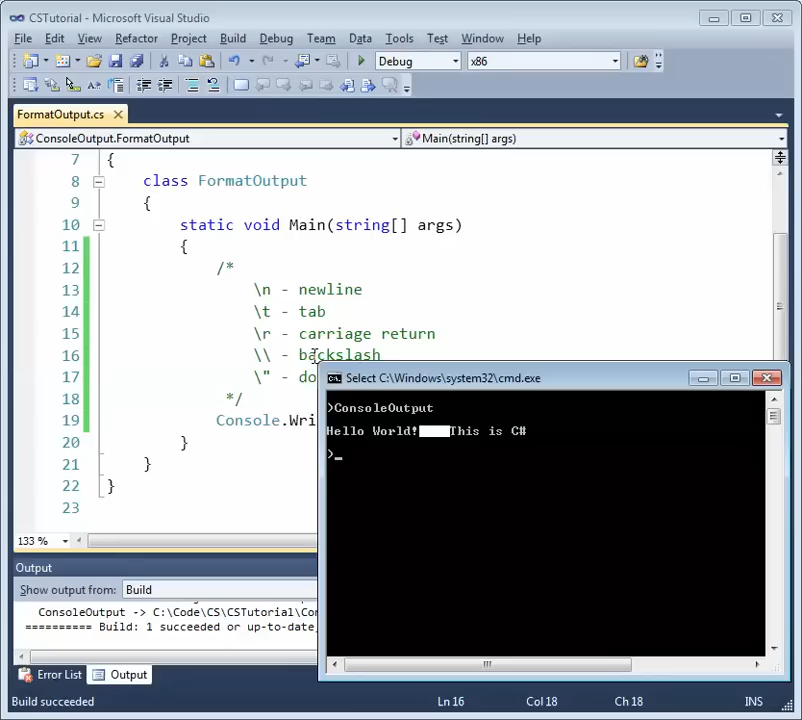 CSTutorial - Microsoft Visual Studio
File Edit View Refactor Project Build Debug Team Data Tools Test Window Help
Debug x86
FormatOutput.cs
ConsoleOutput.FormatOutput Main(string[] args)
7 {
8 class FormatOutput
9 {
10 static void Main(string[] args)
11 {
12 /*
13 \n - newline
14 \t - tab
15 \r - carriage return
16 \\ - backslash
17 \" - do
18 */
19 Console.Wri
20 }
21 }
22 }
23
Select C:\Windows\system32\cmd.exe
>ConsoleOutput
Hello World! This is C#
>_
133 %
Output
Show output from: Build
ConsoleOutput -> C:\Code\CS\CSTutorial\Con
========== Build: 1 succeeded or up-to-date,
Error List Output
Build succeeded Ln 16 Col 18 Ch 18 INS